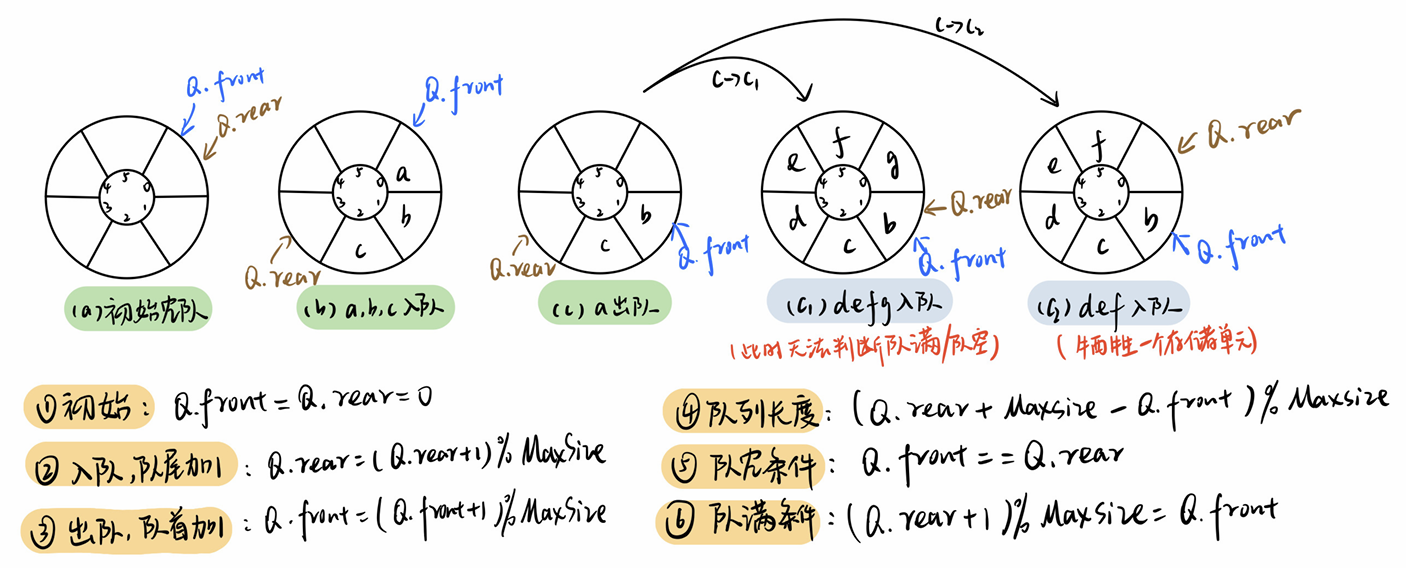 C→C₁
C→C₂
Q.front
Q.rear
4 5 0
3 2 1
Q.front
Q.rear
a
b
c
4 5 0
3 2 1
Q.rear
Q.front
b
c
4 5 0
3 2 1
e f g
d c b
4 5 0
3 2 1
Q.rear
Q.front
e f
d c b
4 5 0
3 2 1
Q.rear
Q.front
(a)初始空队
(b) a,b,c 入队
(c) a出队
(C₁) defg 入队
(此时无法判断队满/队空)
(C₂) def 入队
(牺牲一个存储单元)
①初始: Q.front = Q.rear = 0
②入队,队尾加1: Q.rear = (Q.rear+1)% MaxSize
③出队,队首加1: Q.front = (Q.front+1)% MaxSize
④队列长度: (Q.rear + Maxsize - Q.front)% Maxsize
⑤队空条件: Q.front == Q.rear
⑥队满条件: (Q.rear+1)% MaxSize = Q.front